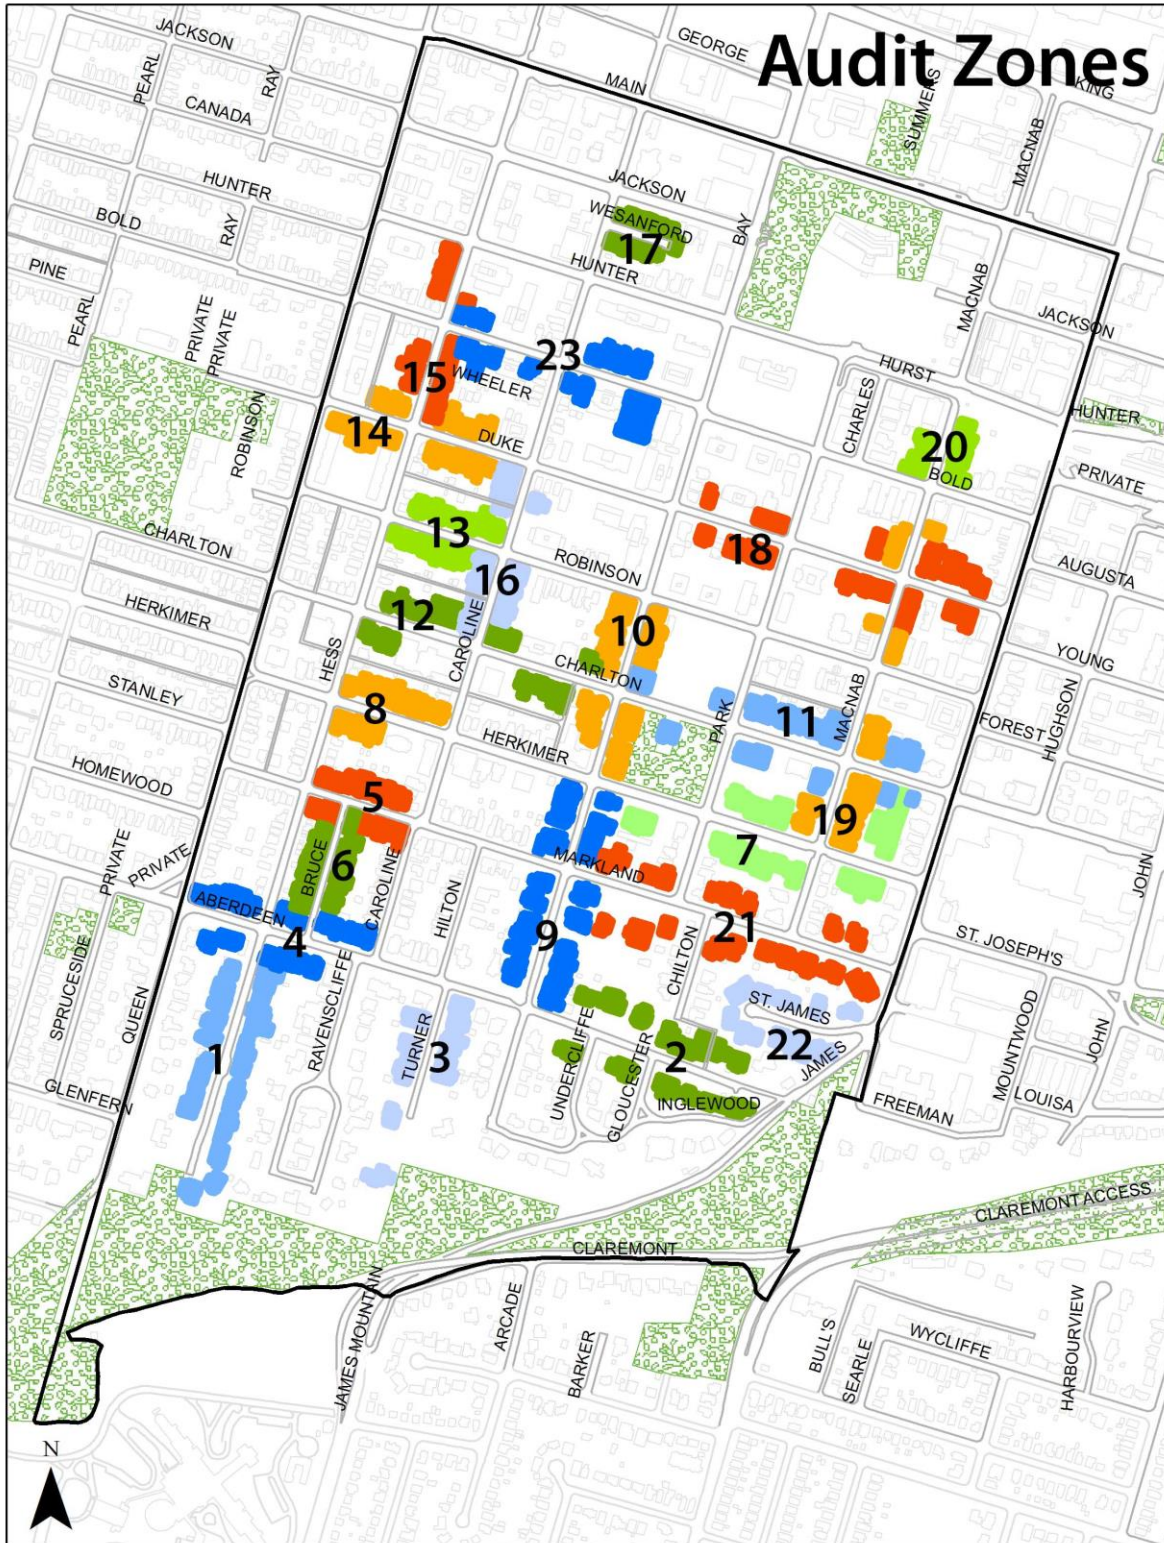 Audit Zones
JACKSON
GEORGE
PEARL
RAY
MAIN
KING
CANADA
SUMMERS
MACNAB
HUNTER
JACKSON
BOLD
RAY
WESANFORD
BAY
17
HUNTER
PINE
MACNAB
JACKSON
PEARL
PRIVATE
PRIVATE
23
HURST
15
WHEELER
CHARLES
HUNTER
ROBINSON
14
DUKE
20
BOLD
PRIVATE
CHARLTON
13
18
ROBINSON
AUGUSTA
16
HERKIMER
12
CAROLINE
10
YOUNG
HESS
CHARLTON
STANLEY
8
PARK
11
MACNAB
FOREST
HUGHSON
HERKIMER
HOMEWOOD
5
19
PRIVATE
PRIVATE
BRUCE
6
MARKLAND
7
JOHN
ABERDEEN
CAROLINE
HILTON
4
9
21
ST. JOSEPH'S
SPRUCESIDE
QUEEN
RAVENSCLIFFE
CHILTON
ST. JAMES
MOUNTWOOD
1
TURNER
3
UNDERCLIFFE
GLOUCESTER
2
22
JAMES
JOHN
GLENFERN
INGLEWOOD
FREEMAN
LOUISA
CLAREMONT ACCESS
CLAREMONT
JAMES MOUNTAIN
ARCADE
BARKER
BULL'S
SEARLE
WYCLIFFE
HARBOURVIEW
N